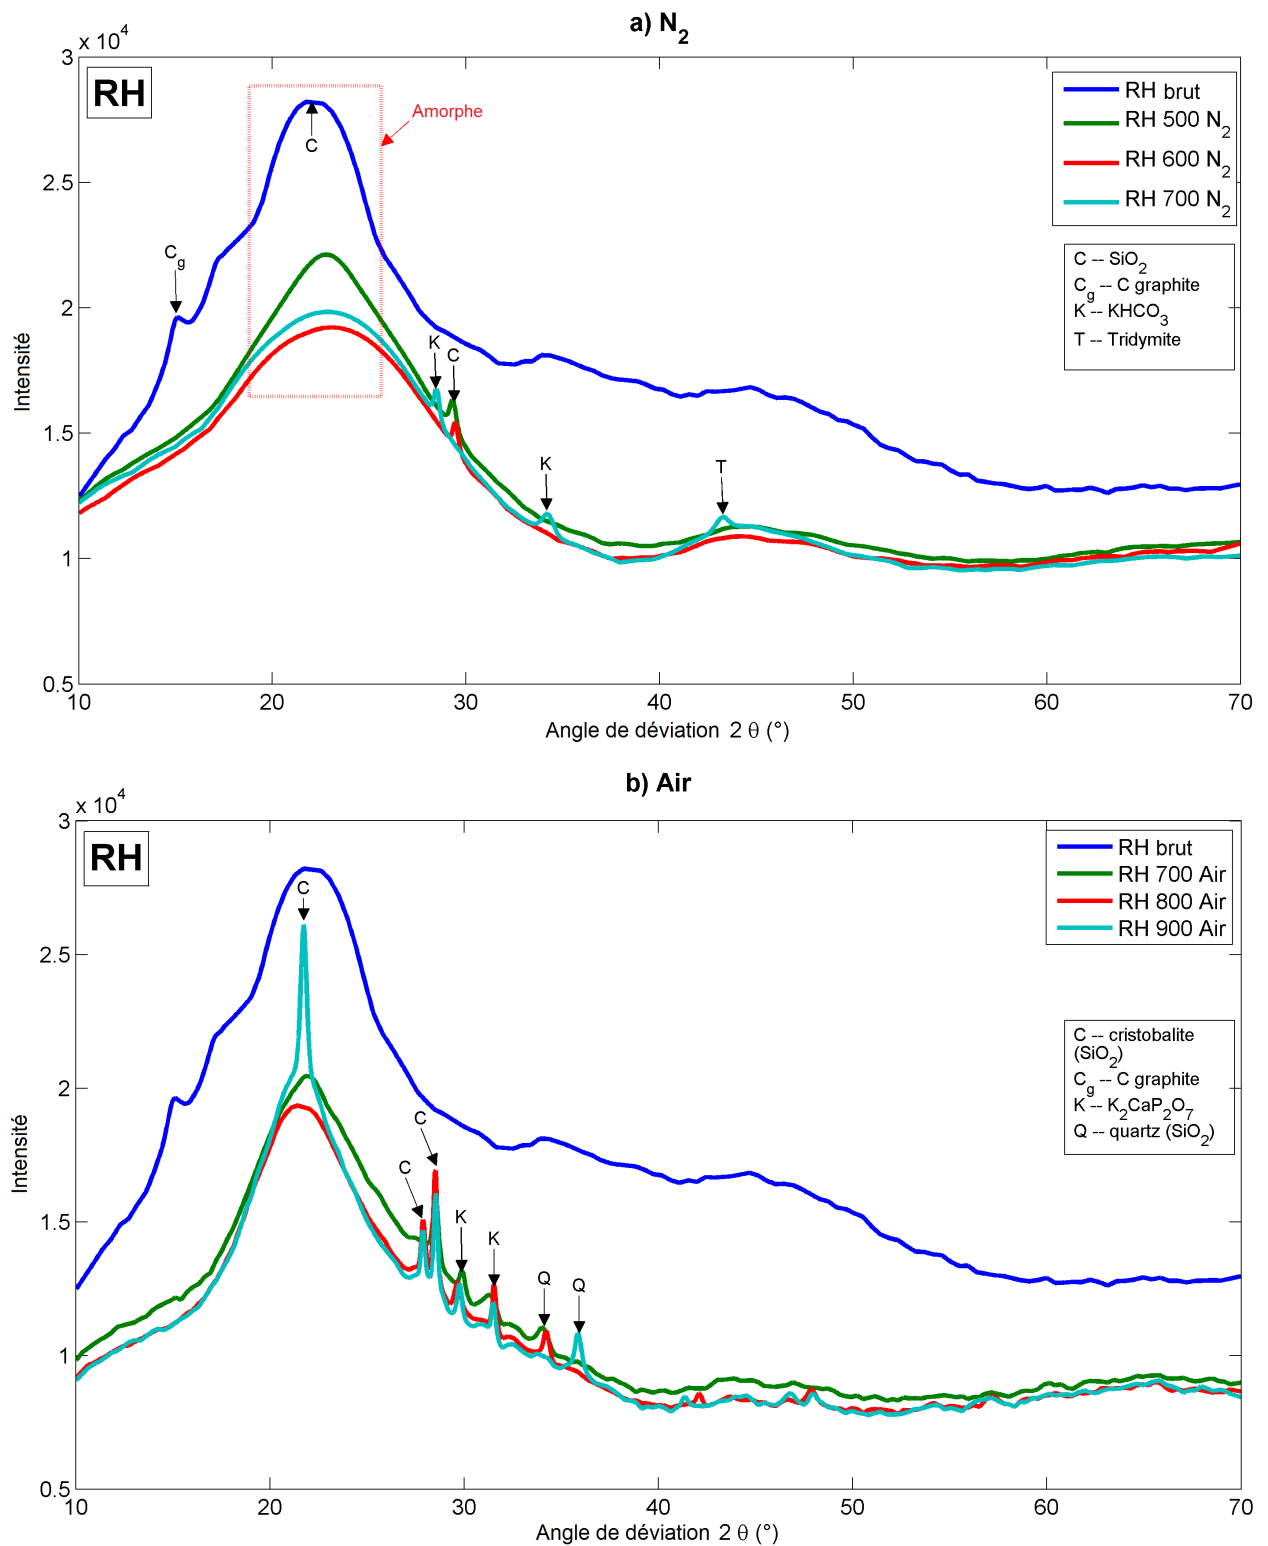 a) N2
x 10^4
3
2.5
2
1.5
1
0.5
RH
Amorphe
C
Cg
K
C
K
T
RH brut
RH 500 N2
RH 600 N2
RH 700 N2
C -- SiO2
Cg -- C graphite
K -- KHCO3
T -- Tridymite
Intensité
10 20 30 40 50 60 70
Angle de déviation 2 θ (°)
b) Air
x 10^4
3
2.5
2
1.5
1
0.5
RH
C
C
C
K
K
Q
Q
RH brut
RH 700 Air
RH 800 Air
RH 900 Air
C -- cristobalite
(SiO2)
Cg -- C graphite
K -- K2CaP2O7
Q -- quartz (SiO2)
Intensité
10 20 30 40 50 60 70
Angle de déviation 2 θ (°)